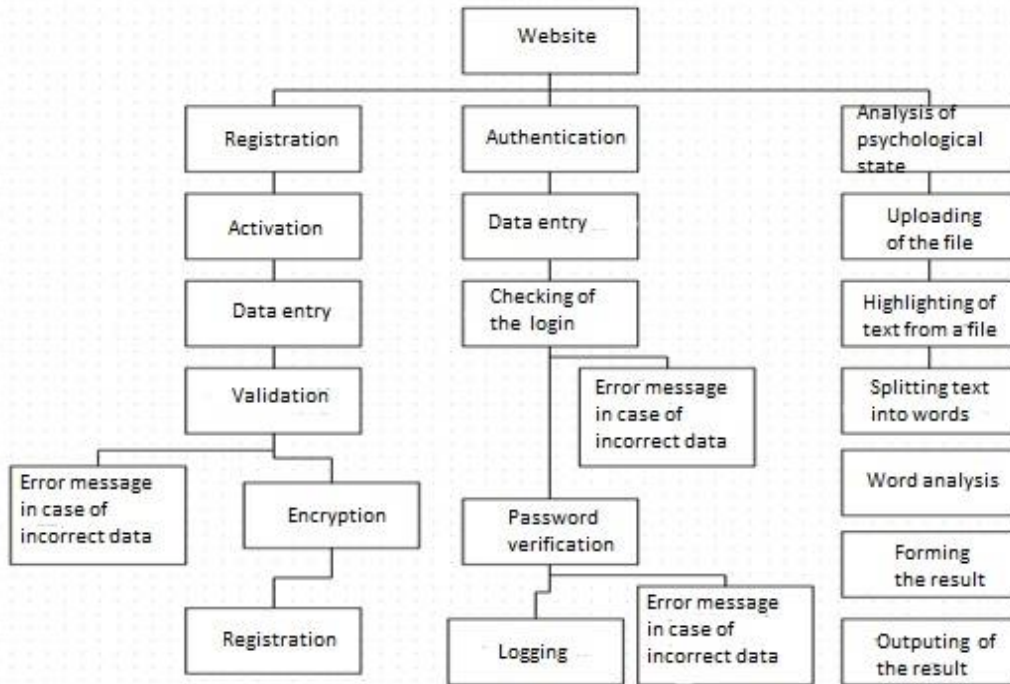 Website
Registration
Authentication
Analysis of
psychological
state
Activation
Data entry
Uploading
of the file
Data entry
Checking of
the login
Highlighting of
text from a file
Validation
Error message
in case of
incorrect data
Splitting text
into words
Error message
in case of
incorrect data
Encryption
Password
verification
Word analysis
Forming
the result
Registration
Logging
Error message
in case of
incorrect data
Outputing of
the result